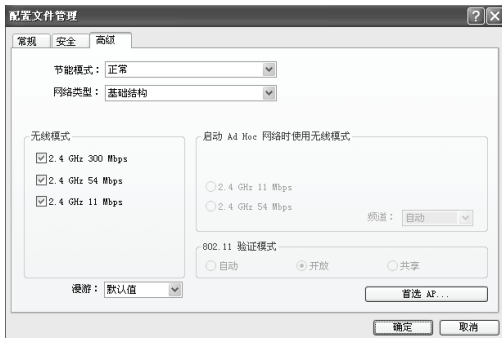 配置文件管理
常规 安全 高级
节能模式： 正常
网络类型： 基础结构
无线模式
2.4 GHz 300 Mbps
2.4 GHz 54 Mbps
2.4 GHz 11 Mbps
启动 Ad Hoc 网络时使用无线模式
2.4 GHz 11 Mbps
2.4 GHz 54 Mbps
频道： 自动
802.11 验证模式
自动 开放 共享
漫游： 默认值
首选 AP...
确定 取消